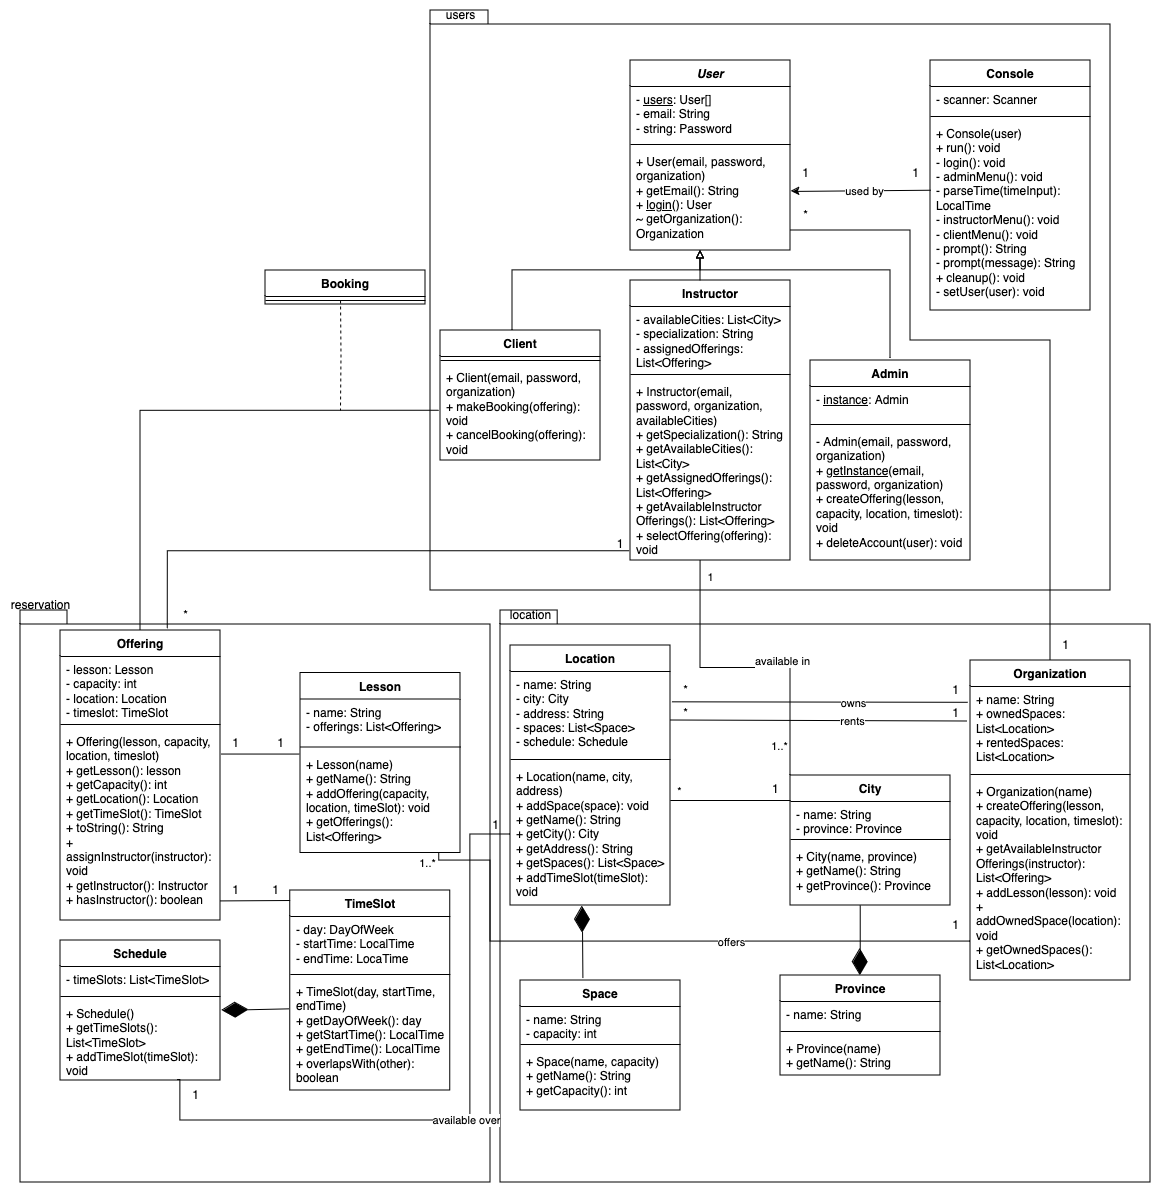 users
User
- users: User[]
- email: String
- string: Password
+ User(email, password,
organization)
+ getEmail(): String
+ login(): User
~ getOrganization():
Organization
Console
- scanner: Scanner
+ Console(user)
+ run(): void
- login(): void
- adminMenu(): void
- parseTime(timeInput):
LocalTime
- instructorMenu(): void
- clientMenu(): void
- prompt(): String
- prompt(message): String
+ cleanup(): void
- setUser(user): void
1
1
used by
*
Booking
Client
+ Client(email, password,
organization)
+ makeBooking(offering):
void
+ cancelBooking(offering):
void
Instructor
- availableCities: List<City>
- specialization: String
- assignedOfferings:
List<Offering>
+ Instructor(email,
password, organization,
availableCities)
+ getSpecialization(): String
+ getAvailableCities():
List<City>
+ getAssignedOfferings():
List<Offering>
+ getAvailableInstructor
Offerings(): List<Offering>
+ selectOffering(offering):
void
Admin
- instance: Admin
- Admin(email, password,
organization)
+ getInstance(email,
password, organization)
+ createOffering(lesson,
capacity, location, timeslot):
void
+ deleteAccount(user): void
1
1
*
1
reservation
Offering
- lesson: Lesson
- capacity: int
- location: Location
- timeslot: TimeSlot
+ Offering(lesson, capacity,
location, timeslot)
+ getLesson(): lesson
+ getCapacity(): int
+ getLocation(): Location
+ getTimeSlot(): TimeSlot
+ toString(): String
+
assignInstructor(instructor):
void
+ getInstructor(): Instructor
+ hasInstructor(): boolean
1
1
Lesson
- name: String
- offerings: List<Offering>
+ Lesson(name)
+ getName(): String
+ addOffering(capacity,
location, timeSlot): void
+ getOfferings():
List<Offering>
1..*
1
1
TimeSlot
- day: DayOfWeek
- startTime: LocalTime
- endTime: LocaTime
+ TimeSlot(day, startTime,
endTime)
+ getDayOfWeek(): day
+ getStartTime(): LocalTime
+ getEndTime(): LocalTime
+ overlapsWith(other):
boolean
Schedule
- timeSlots: List<TimeSlot>
+ Schedule()
+ getTimeSlots():
List<TimeSlot>
+ addTimeSlot(timeSlot):
void
1
available over
1
location
Location
- name: String
- city: City
- address: String
- spaces: List<Space>
- schedule: Schedule
+ Location(name, city,
address)
+ addSpace(space): void
+ getName(): String
+ getCity(): City
+ getAddress(): String
+ getSpaces(): List<Space>
+ addTimeSlot(timeSlot):
void
available in
*
1
owns
*
1
rents
1..*
*
1
City
- name: String
- province: Province
+ City(name, province)
+ getName(): String
+ getProvince(): Province
Organization
+ name: String
+ ownedSpaces:
List<Location>
+ rentedSpaces:
List<Location>
+ Organization(name)
+ createOffering(lesson,
capacity, location, timeslot):
void
+ getAvailableInstructor
Offerings(instructor):
List<Offering>
+ addLesson(lesson): void
+
addOwnedSpace(location):
void
+ getOwnedSpaces():
List<Location>
1
offers
Space
- name: String
- capacity: int
+ Space(name, capacity)
+ getName(): String
+ getCapacity(): int
Province
- name: String
+ Province(name)
+ getName(): String